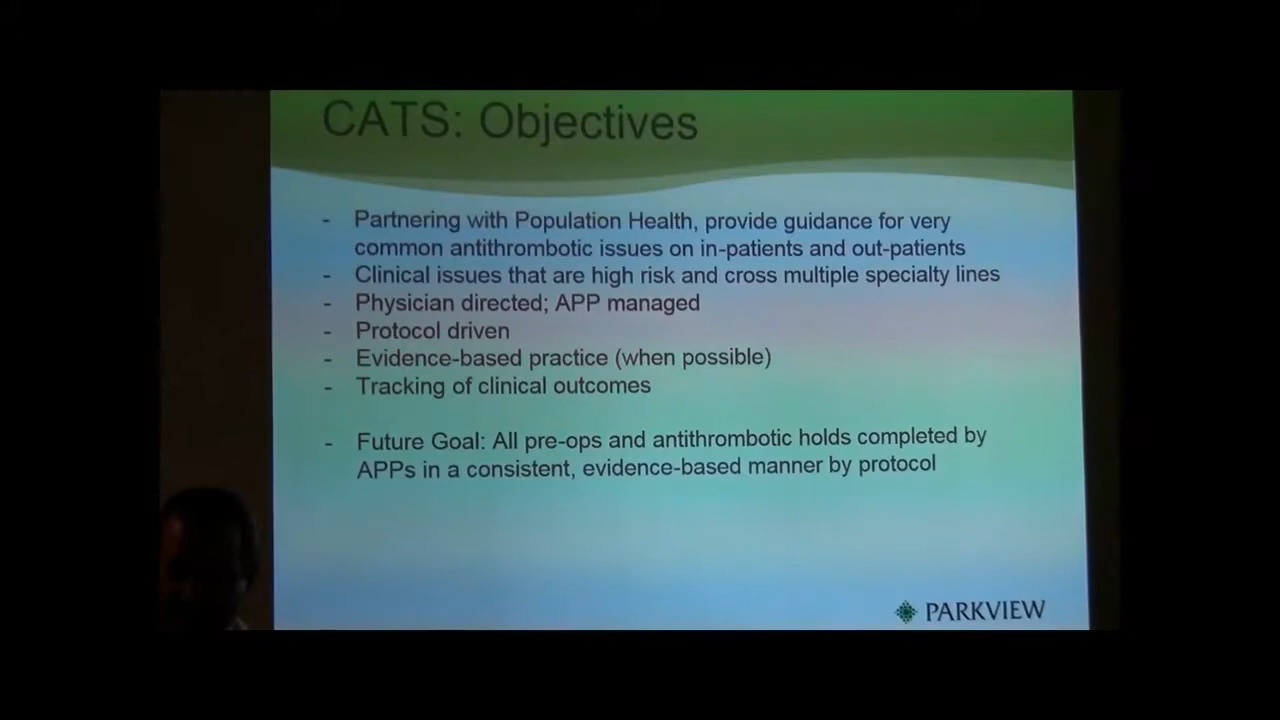 CATS: Objectives
- Partnering with Population Health, provide guidance for very
common antithrombotic issues on in-patients and out-patients
- Clinical issues that are high risk and cross multiple specialty lines
- Physician directed; APP managed
- Protocol driven
- Evidence-based practice (when possible)
- Tracking of clinical outcomes
- Future Goal: All pre-ops and antithrombotic holds completed by
APPs in a consistent, evidence-based manner by protocol
PARKVIEW